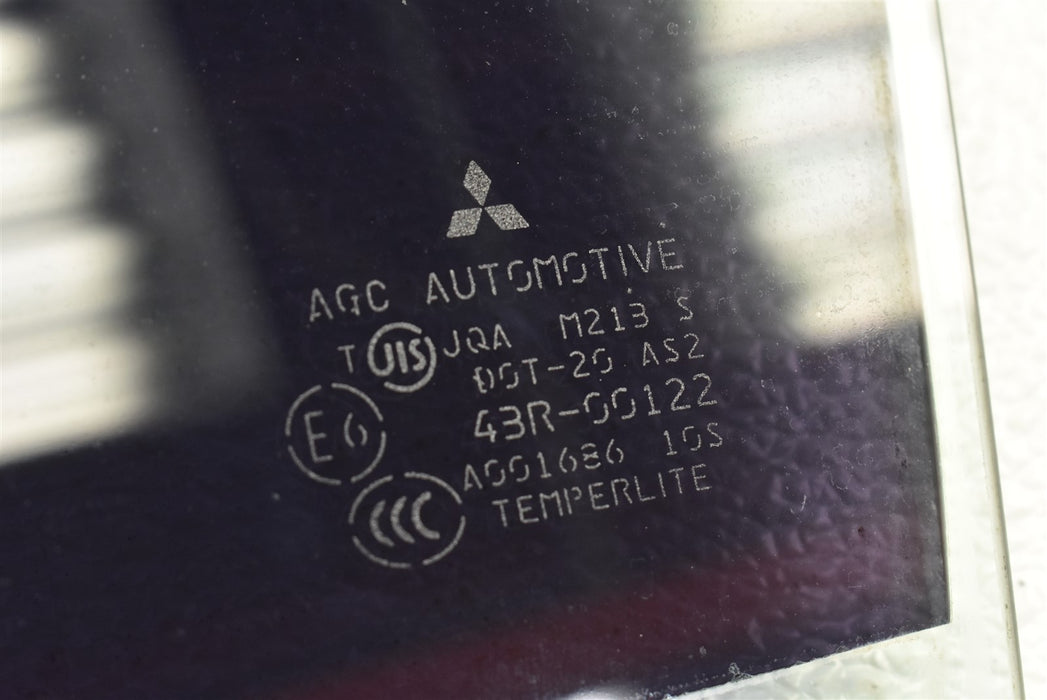 AGC AUTOMOTIVE
T JIS JQA M213 S
DOT-20 AS2
E6 43R-00122
A001686 10S
CCC TEMPERLITE